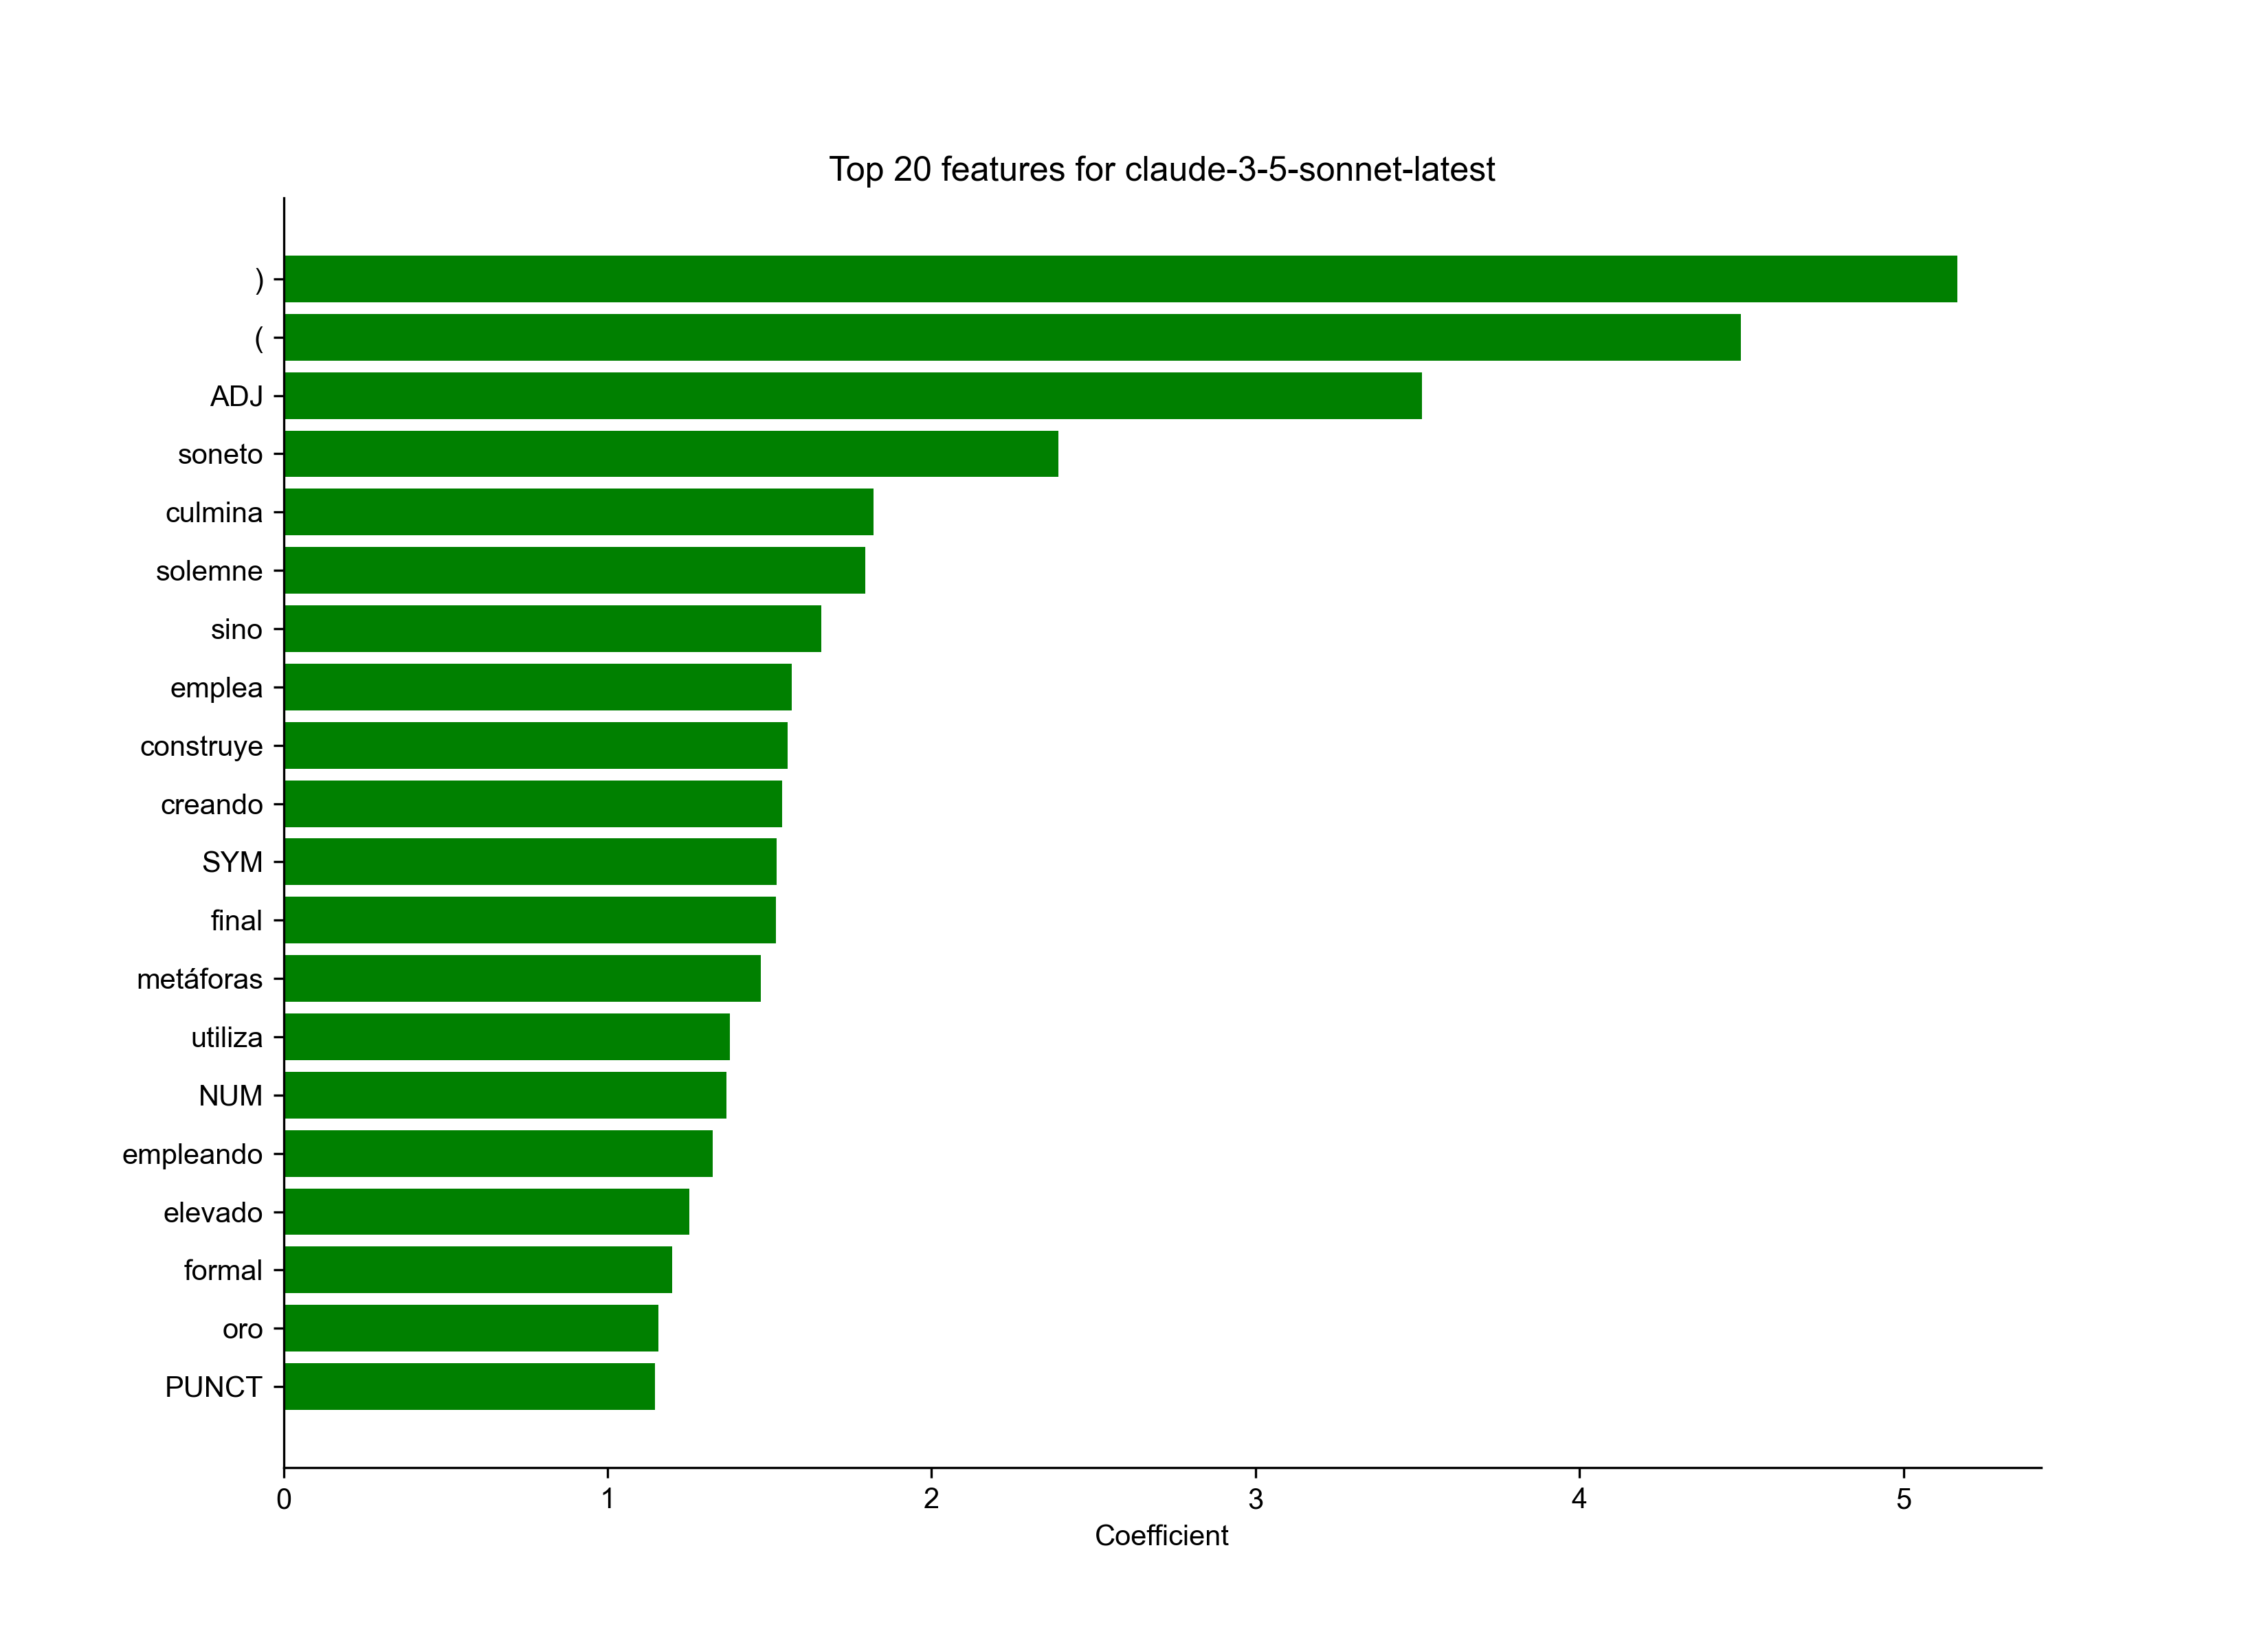 Top 20 features for claude-3-5-sonnet-latest
)
(
ADJ
soneto
culmina
solemne
sino
emplea
construye
creando
SYM
final
metáforas
utiliza
NUM
empleando
elevado
formal
oro
PUNCT
0 1 2 3 4 5
Coefficient